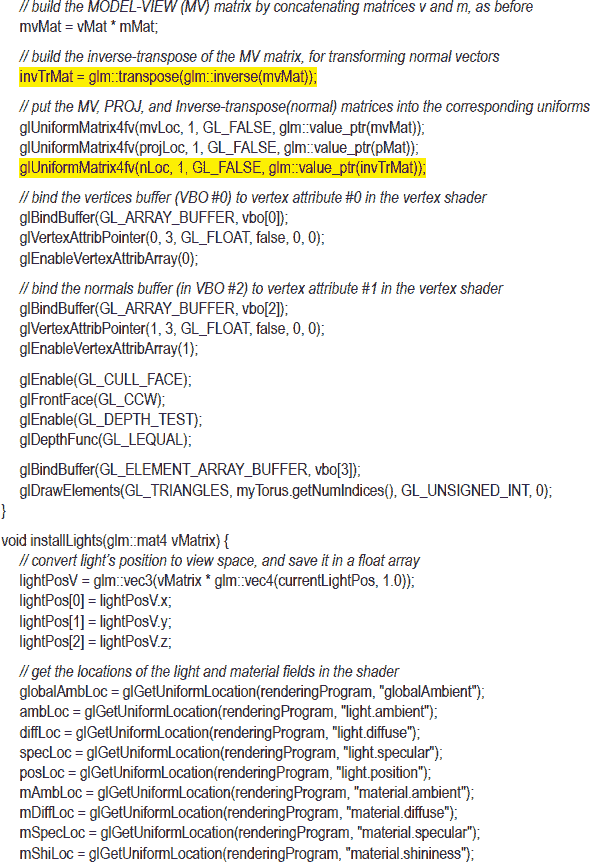 // build the MODEL-VIEW (MV) matrix by concatenating matrices v and m, as before
mvMat = vMat * mMat;
// build the inverse-transpose of the MV matrix, for transforming normal vectors
invTrMat = glm::transpose(glm::inverse(mvMat));
// put the MV, PROJ, and Inverse-transpose(normal) matrices into the corresponding uniforms
glUniformMatrix4fv(mvLoc, 1, GL_FALSE, glm::value_ptr(mvMat));
glUniformMatrix4fv(projLoc, 1, GL_FALSE, glm::value_ptr(pMat));
glUniformMatrix4fv(nLoc, 1, GL_FALSE, glm::value_ptr(invTrMat));
// bind the vertices buffer (VBO #0) to vertex attribute #0 in the vertex shader
glBindBuffer(GL_ARRAY_BUFFER, vbo[0]);
glVertexAttribPointer(0, 3, GL_FLOAT, false, 0, 0);
glEnableVertexAttribArray(0);
// bind the normals buffer (in VBO #2) to vertex attribute #1 in the vertex shader
glBindBuffer(GL_ARRAY_BUFFER, vbo[2]);
glVertexAttribPointer(1, 3, GL_FLOAT, false, 0, 0);
glEnableVertexAttribArray(1);
glEnable(GL_CULL_FACE);
glFrontFace(GL_CCW);
glEnable(GL_DEPTH_TEST);
glDepthFunc(GL_LEQUAL);
glBindBuffer(GL_ELEMENT_ARRAY_BUFFER, vbo[3]);
glDrawElements(GL_TRIANGLES, myTorus.getNumIndices(), GL_UNSIGNED_INT, 0);
}
void installLights(glm::mat4 vMatrix) {
// convert light's position to view space, and save it in a float array
lightPosV = glm::vec3(vMatrix * glm::vec4(currentLightPos, 1.0));
lightPos[0] = lightPosV.x;
lightPos[1] = lightPosV.y;
lightPos[2] = lightPosV.z;
// get the locations of the light and material fields in the shader
globalAmbLoc = glGetUniformLocation(renderingProgram, "globalAmbient");
ambLoc = glGetUniformLocation(renderingProgram, "light.ambient");
diffLoc = glGetUniformLocation(renderingProgram, "light.diffuse");
specLoc = glGetUniformLocation(renderingProgram, "light.specular");
posLoc = glGetUniformLocation(renderingProgram, "light.position");
mAmbLoc = glGetUniformLocation(renderingProgram, "material.ambient");
mDiffLoc = glGetUniformLocation(renderingProgram, "material.diffuse");
mSpecLoc = glGetUniformLocation(renderingProgram, "material.specular");
mShiLoc = glGetUniformLocation(renderingProgram, "material.shininess");